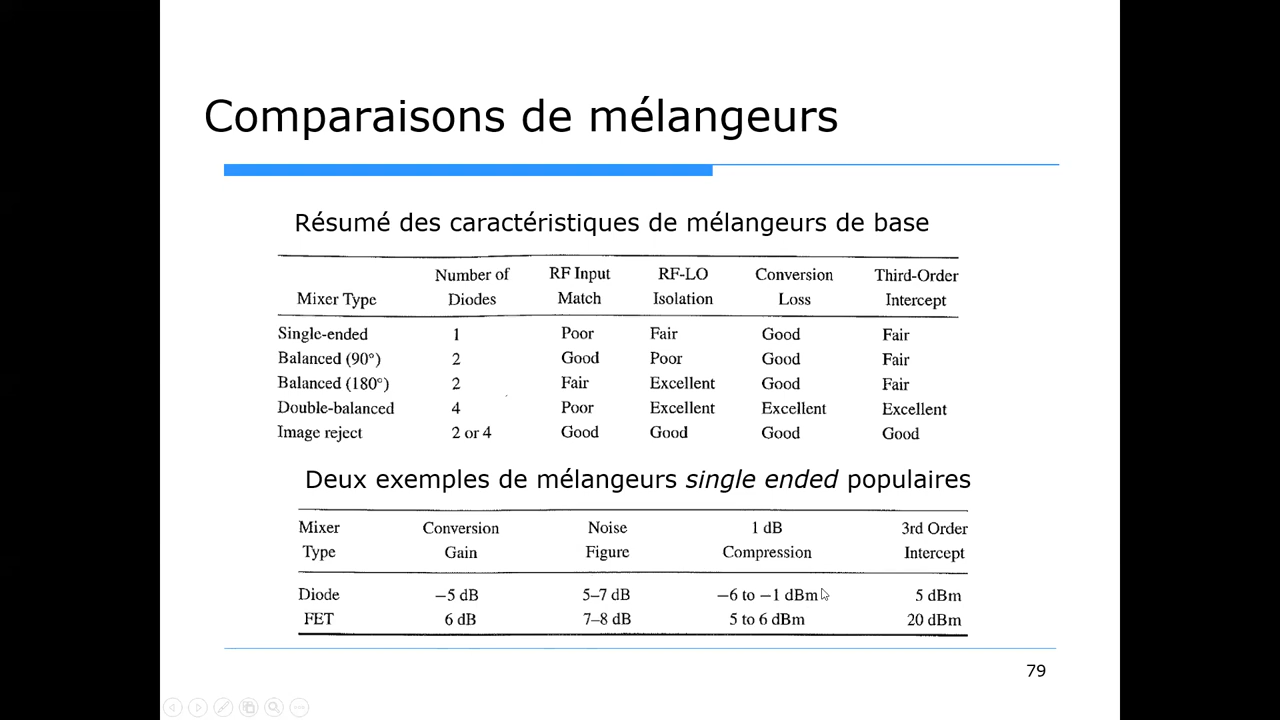 Comparaisons de mélangeurs
Résumé des caractéristiques de mélangeurs de base
Number of RF Input RF-LO Conversion Third-Order
Mixer Type Diodes Match Isolation Loss Intercept
Single-ended 1 Poor Fair Good Fair
Balanced (90°) 2 Good Poor Good Fair
Balanced (180°) 2 Fair Excellent Good Fair
Double-balanced 4 Poor Excellent Excellent Excellent
Image reject 2 or 4 Good Good Good Good
Deux exemples de mélangeurs single ended populaires
Mixer Conversion Noise 1 dB 3rd Order
Type Gain Figure Compression Intercept
Diode −5 dB 5–7 dB −6 to −1 dBm 5 dBm
FET 6 dB 7–8 dB 5 to 6 dBm 20 dBm
79